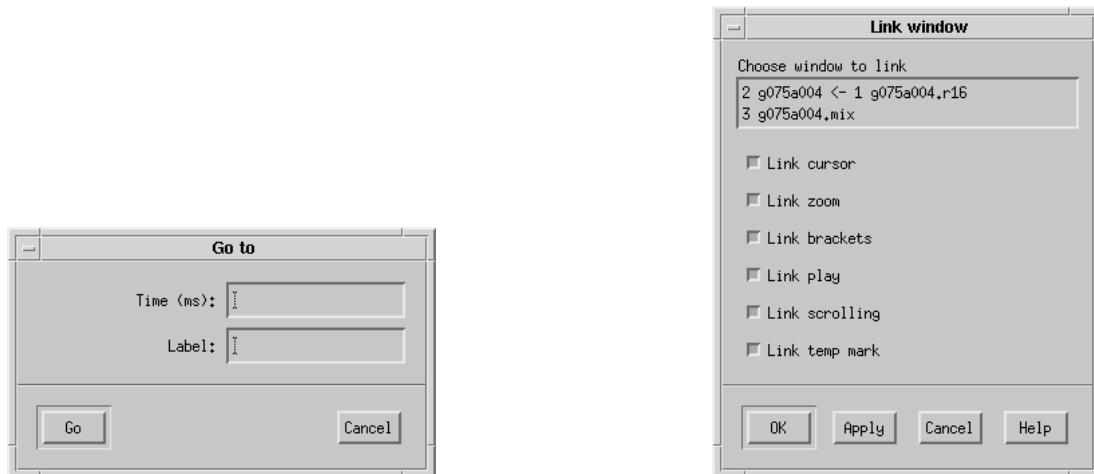 Go to
Time (ms):
Label:
Go Cancel
Link window
Choose window to link
2 g075a004 <- 1 g075a004.r16
3 g075a004.mix
Link cursor
Link zoom
Link brackets
Link play
Link scrolling
Link temp mark
OK Apply Cancel Help